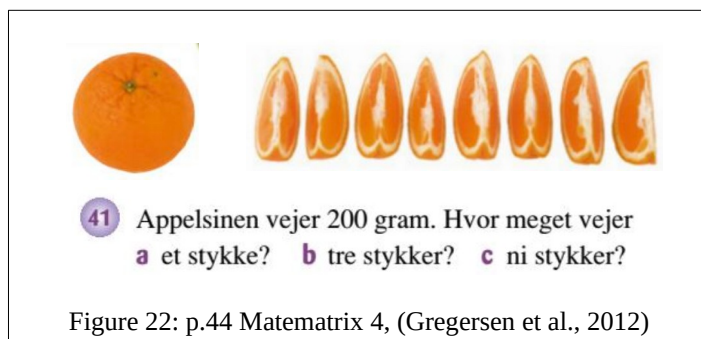 41 Appelsinen vejer 200 gram. Hvor meget vejer
a et stykke? b tre stykker? c ni stykker?
Figure 22: p.44 Matematrix 4, (Gregersen et al., 2012)